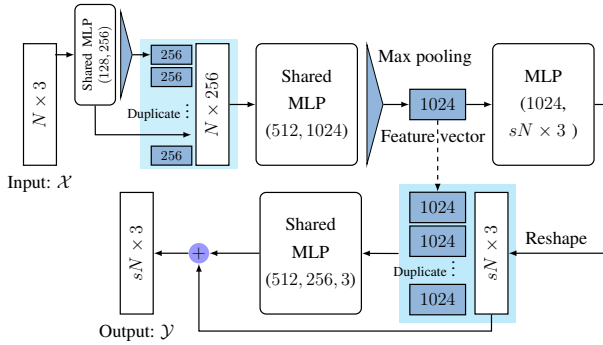 N × 3
Input: 𝒳
Shared MLP
(128, 256)
256
256
Duplicate ⋮
256
N × 256
Shared
MLP
(512, 1024)
Max pooling
1024
Feature vector
MLP
(1024,
sN × 3 )
Reshape
sN × 3
1024
1024
Duplicate ⋮
1024
Shared
MLP
(512, 256, 3)
+
sN × 3
Output: 𝒴